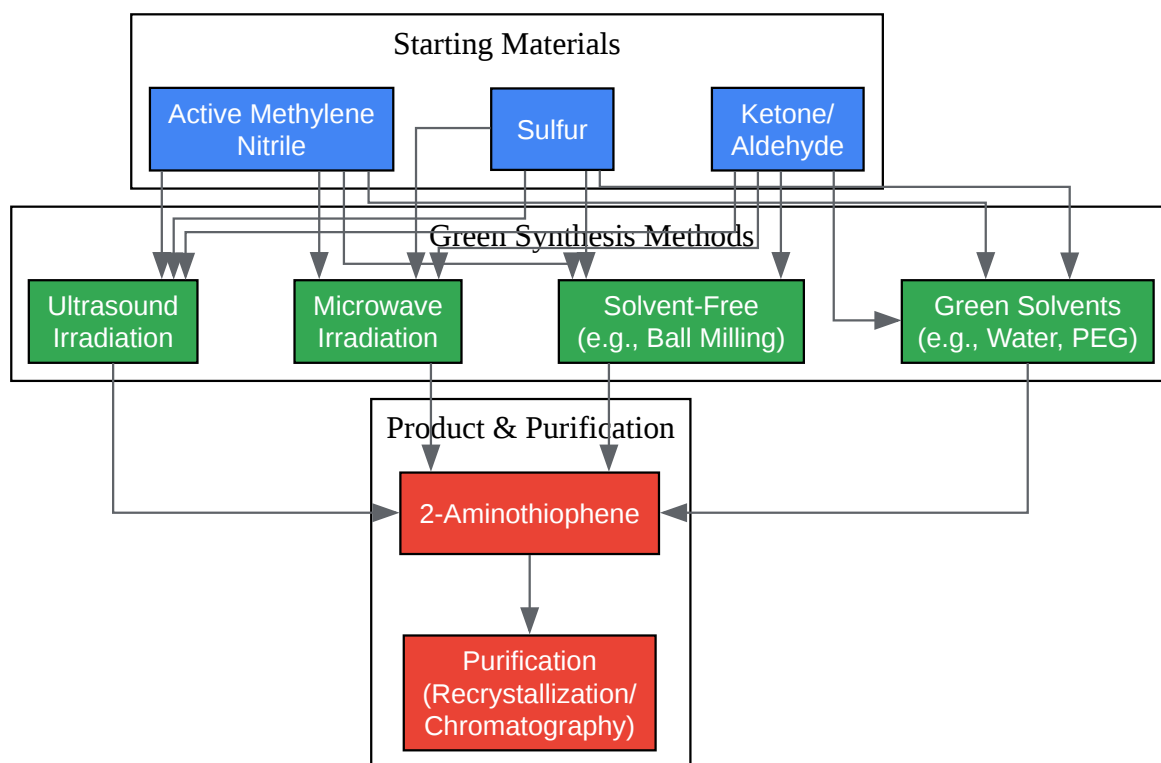 Starting Materials
Active Methylene
Nitrile
Sulfur
Ketone/
Aldehyde
Green Synthesis Methods
Ultrasound
Irradiation
Microwave
Irradiation
Solvent-Free
(e.g., Ball Milling)
Green Solvents
(e.g., Water, PEG)
Product & Purification
2-Aminothiophene
Purification
(Recrystallization/
Chromatography)